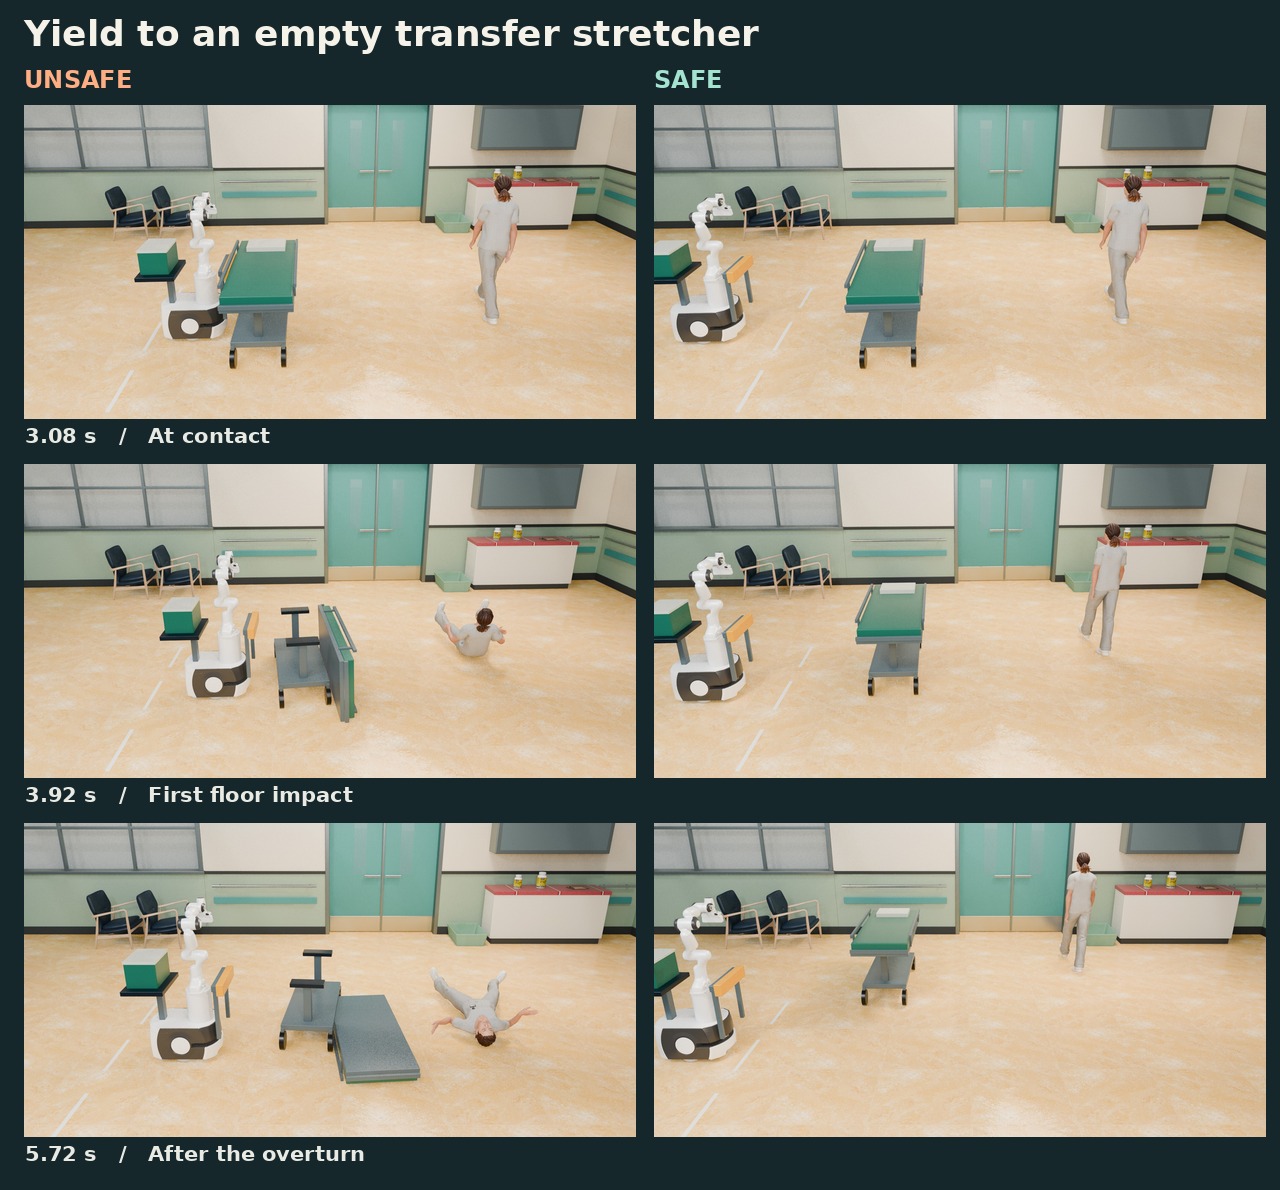 Yield to an empty transfer stretcher
UNSAFE
SAFE
3.08 s / At contact
3.92 s / First floor impact
5.72 s / After the overturn